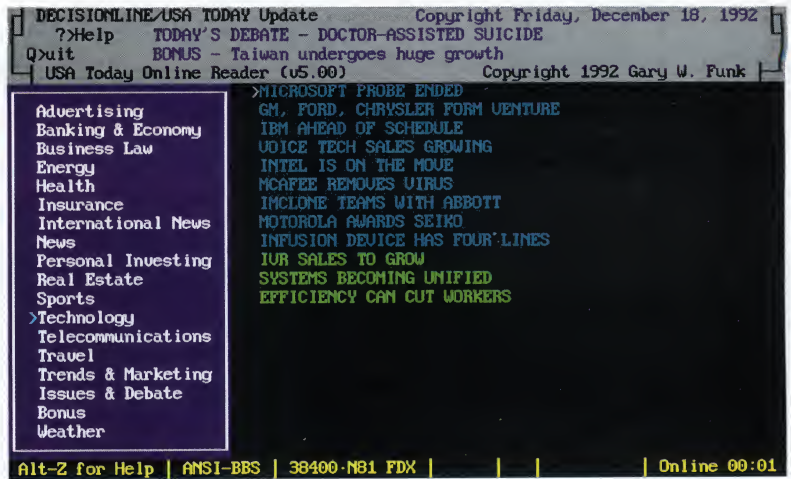 DECISIONLINE/USA TODAY Update Copyright Friday, December 18, 1992
?>Help TODAY'S DEBATE - DOCTOR-ASSISTED SUICIDE
Q>uit BONUS - Taiwan undergoes huge growth
USA Today Online Reader (v5.00) Copyright 1992 Gary W. Funk
Advertising
Banking & Economy
Business Law
Energy
Health
Insurance
International News
News
Personal Investing
Real Estate
Sports
>Technology
Telecommunications
Travel
Trends & Marketing
Issues & Debate
Bonus
Weather
>MICROSOFT PROBE ENDED
GM, FORD, CHRYSLER FORM VENTURE
IBM AHEAD OF SCHEDULE
VOICE TECH SALES GROWING
INTEL IS ON THE MOVE
MCAFEE REMOVES VIRUS
IMCLONE TEAMS WITH ABBOTT
MOTOROLA AWARDS SEIKO
INFUSION DEVICE HAS FOUR LINES
IVR SALES TO GROW
SYSTEMS BECOMING UNIFIED
EFFICIENCY CAN CUT WORKERS
Alt-Z for Help | ANSI-BBS | 38400·N81 FDX | | | | Online 00:01